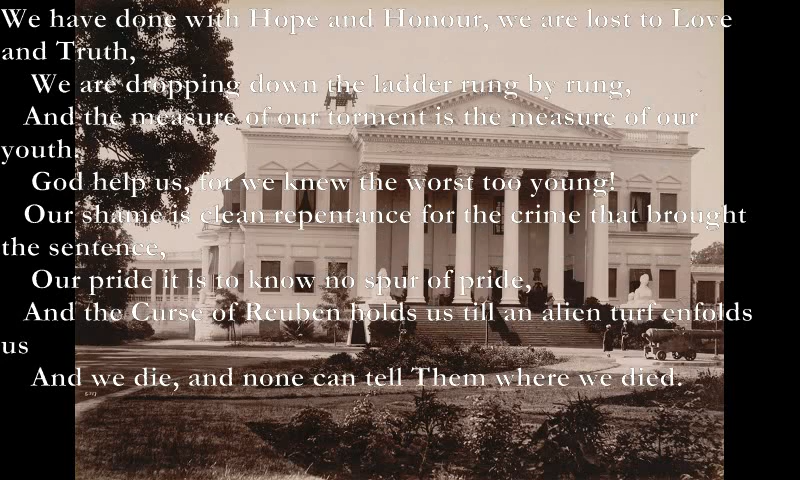 We have done with Hope and Honour, we are lost to Love
and Truth,
We are dropping down the ladder rung by rung,
And the measure of our torment is the measure of our
youth.
God help us, for we knew the worst too young!
Our shame is clean repentance for the crime that brought
the sentence,
Our pride it is to know no spur of pride,
And the Curse of Reuben holds us till an alien turf enfolds
us
And we die, and none can tell Them where we died.